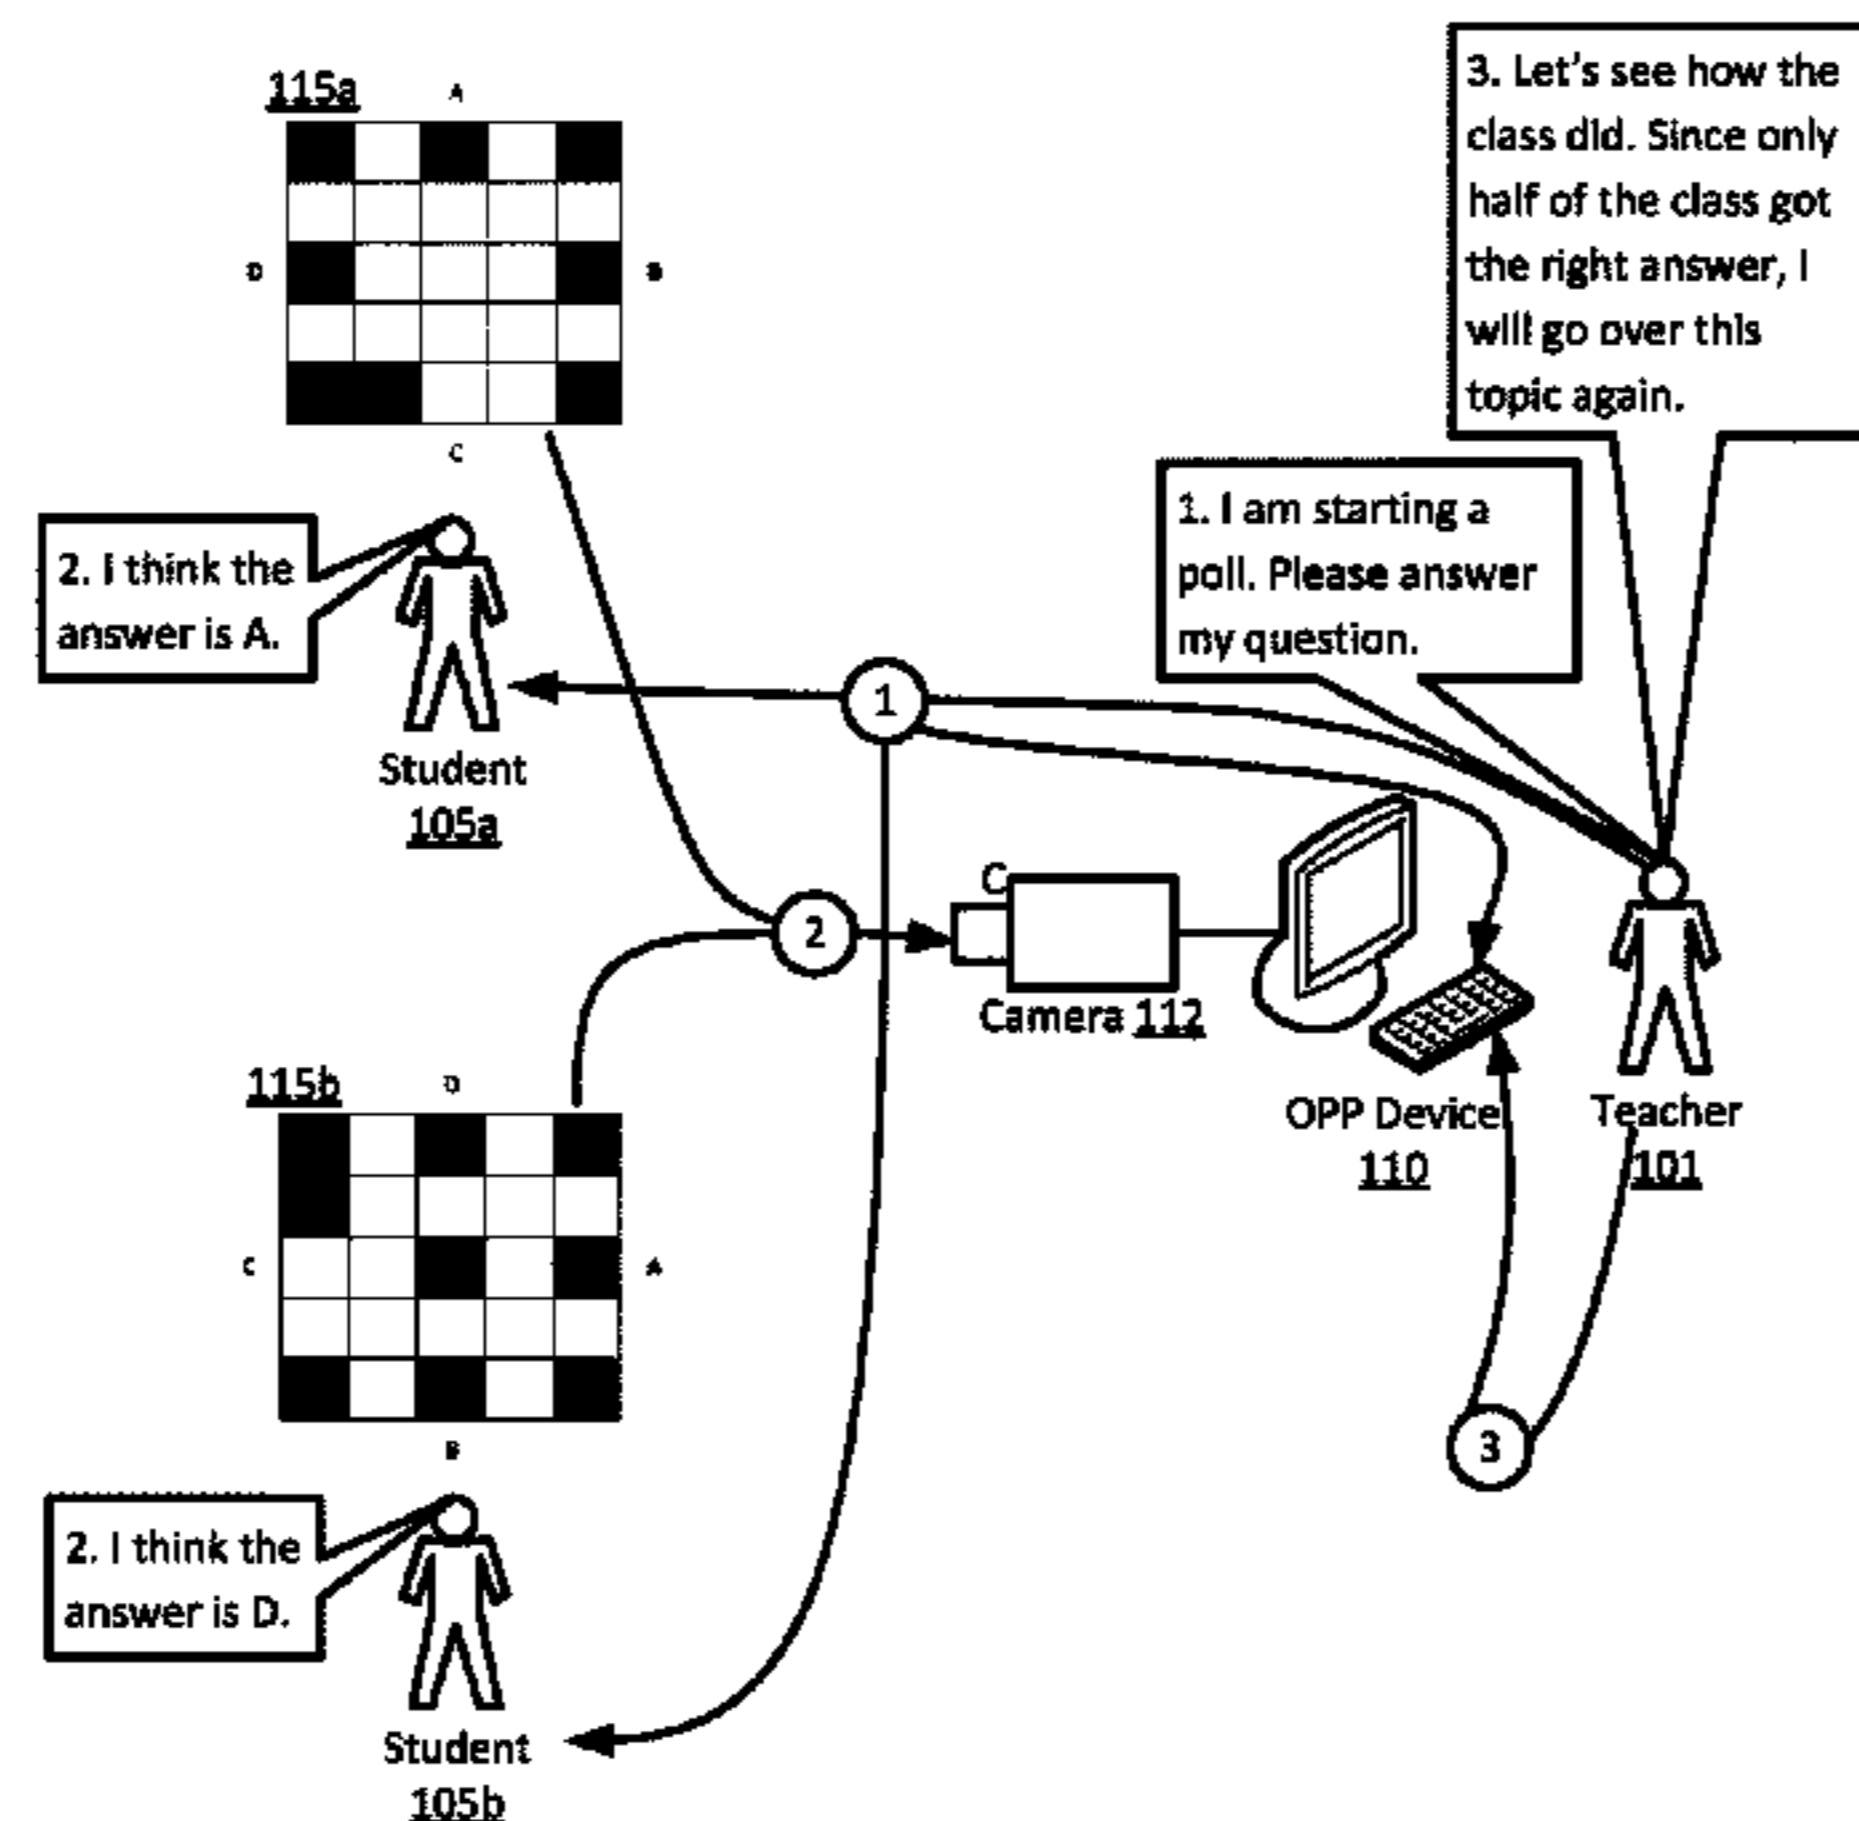 115a
A
D
B
C
3. Let's see how the
class did. Since only
half of the class got
the right answer, I
will go over this
topic again.
1. I am starting a
poll. Please answer
my question.
2. I think the
answer is A.
1
Student
105a
2
C
Camera 112
OPP Device
110
Teacher
101
115b
D
C
A
B
3
2. I think the
answer is D.
Student
105b